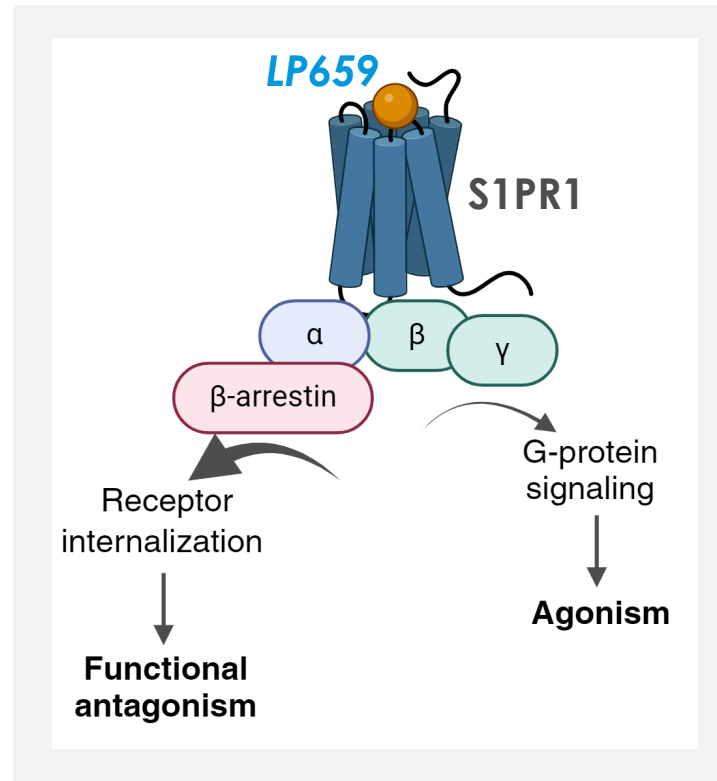 LP659
S1PR1
α
β
γ
β-arrestin
Receptor
internalization
Functional
antagonism
G-protein
signaling
Agonism